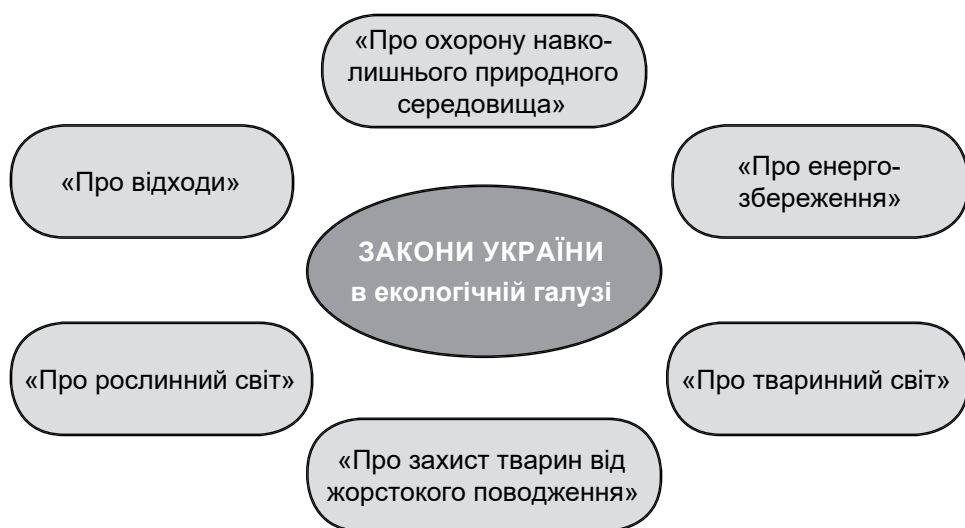 «Про охорону навко-
лишнього природного
середовища»
«Про відходи»
«Про енерго-
збереження»
ЗАКОНИ УКРАЇНИ
в екологічній галузі
«Про рослинний світ»
«Про тваринний світ»
«Про захист тварин від
жорстокого поводження»